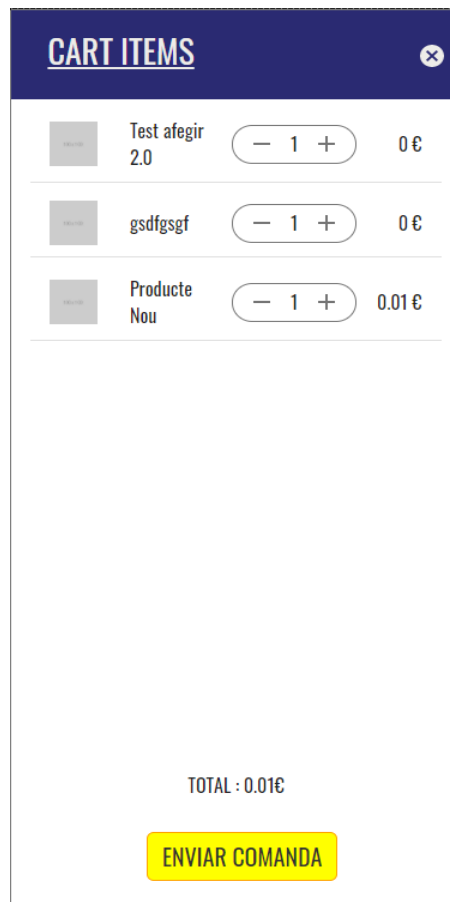 CART ITEMS
Test afegir
2.0
− 1 +
0 €
gsdfgsgf
− 1 +
0 €
Producte
Nou
− 1 +
0.01 €
TOTAL : 0.01€
ENVIAR COMANDA